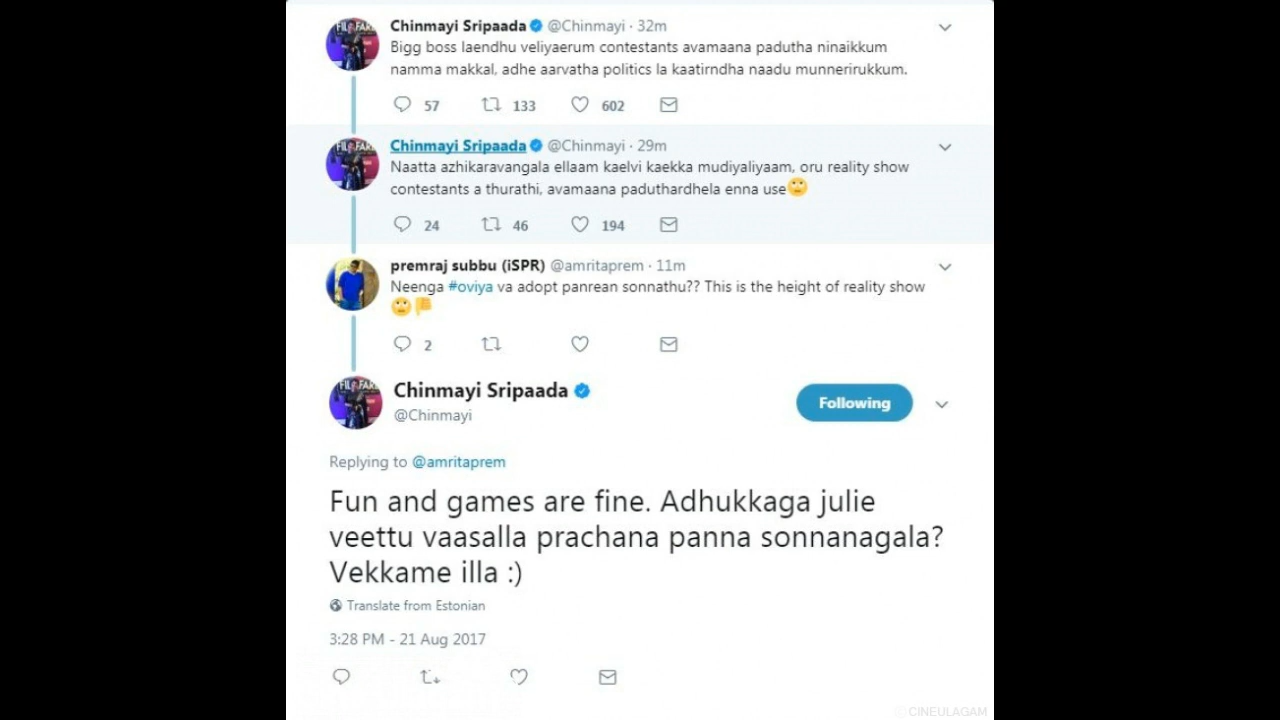 Chinmayi Sripaada @Chinmayi · 32m
Bigg boss laendhu veliyaerum contestants avamaana padutha ninaikkum
namma makkal, adhe aarvatha politics la kaatirndha naadu munnerirukkum.
57 133 602
Chinmayi Sripaada @Chinmayi · 29m
Naatta azhikaravangala ellaam kaelvi kaekka mudiyaliyaam, oru reality show
contestants a thurathi, avamaana paduthardhela enna use🙄
24 46 194
premraj subbu (iSPR) @amritaprem · 11m
Neenga #oviya va adopt panrean sonnathu?? This is the height of reality show
🙄👎
2
Chinmayi Sripaada
@Chinmayi
Following
Replying to @amritaprem
Fun and games are fine. Adhukkaga julie
veettu vaasalla prachana panna sonnanagala?
Vekkame illa :)
Translate from Estonian
3:28 PM - 21 Aug 2017
© CINEULAGAM